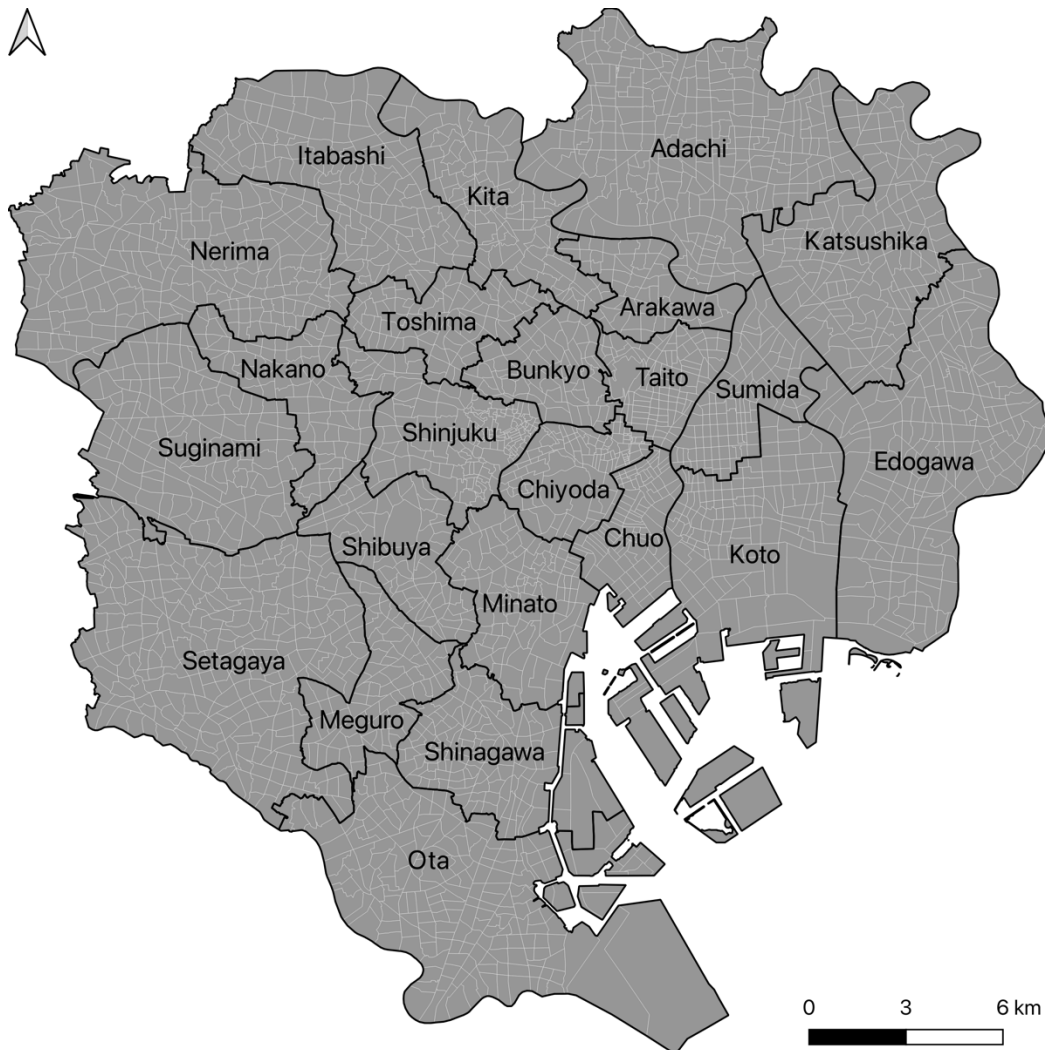 Adachi
Itabashi
Kita
Katsushika
Nerima
Arakawa
Toshima
Bunkyo
Taito
Nakano
Sumida
Shinjuku
Suginami
Edogawa
Chiyoda
Chuo
Shibuya
Koto
Minato
Setagaya
Meguro
Shinagawa
Ota
0 3 6 km